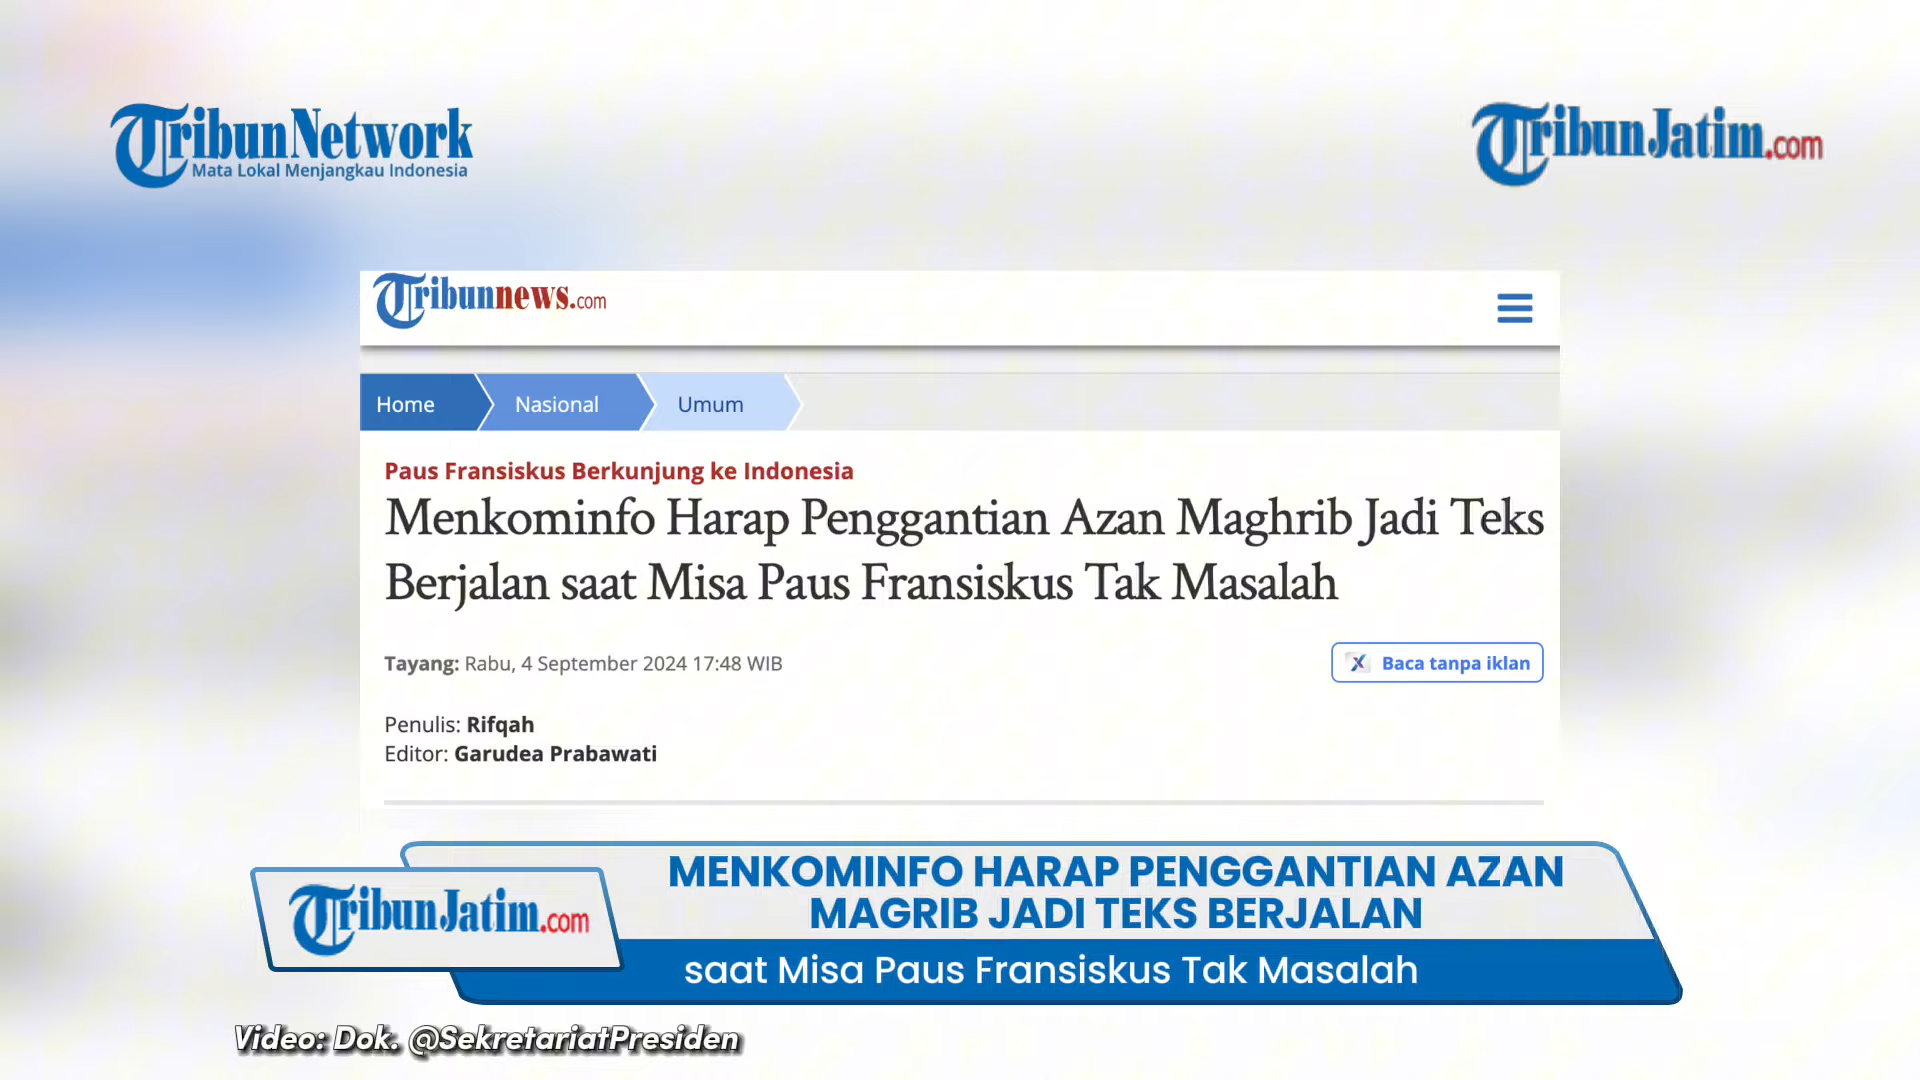 TribunNetwork
Mata Lokal Menjangkau Indonesia
TribunJatim.com
Tribunnews.com
Home Nasional Umum
Paus Fransiskus Berkunjung ke Indonesia
Menkominfo Harap Penggantian Azan Maghrib Jadi Teks
Berjalan saat Misa Paus Fransiskus Tak Masalah
Tayang: Rabu, 4 September 2024 17:48 WIB
X Baca tanpa iklan
Penulis: Rifqah
Editor: Garudea Prabawati
TribunJatim.com
MENKOMINFO HARAP PENGGANTIAN AZAN
MAGRIB JADI TEKS BERJALAN
saat Misa Paus Fransiskus Tak Masalah
Video: Dok. @SekretariatPresiden